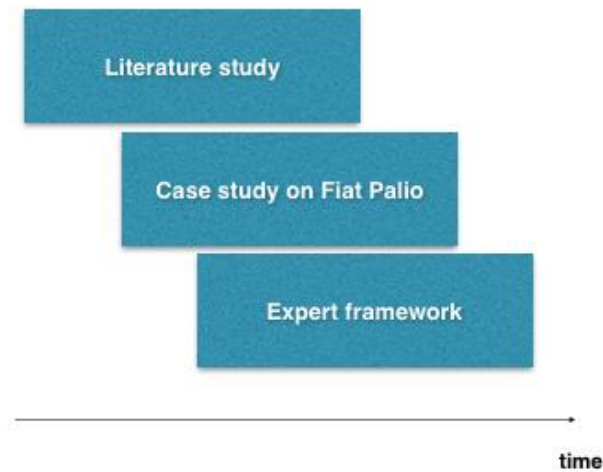 Literature study
Case study on Fiat Palio
Expert framework
time